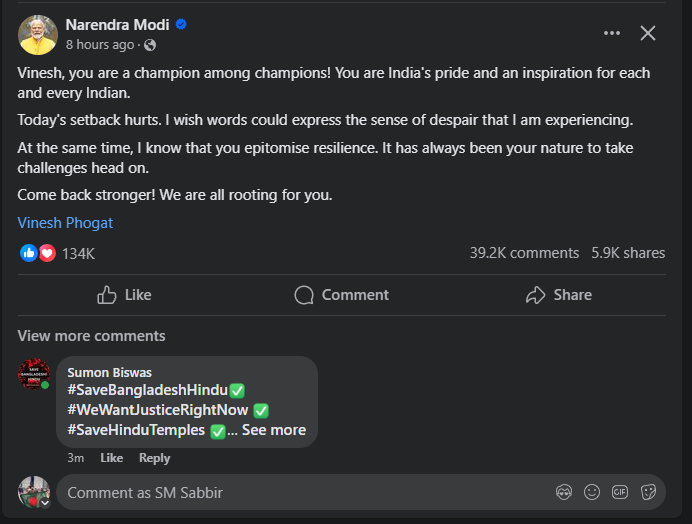 Narendra Modi
8 hours ago ·
Vinesh, you are a champion among champions! You are India's pride and an inspiration for each
and every Indian.
Today's setback hurts. I wish words could express the sense of despair that I am experiencing.
At the same time, I know that you epitomise resilience. It has always been your nature to take
challenges head on.
Come back stronger! We are all rooting for you.
Vinesh Phogat
134K 39.2K comments 5.9K shares
Like Comment Share
View more comments
SAVE
BANGLADESHI
HINDU
Sumon Biswas
#SaveBangladeshHindu✅
#WeWantJusticeRightNow ✅
#SaveHinduTemples ✅... See more
3m Like Reply
Comment as SM Sabbir
GIF